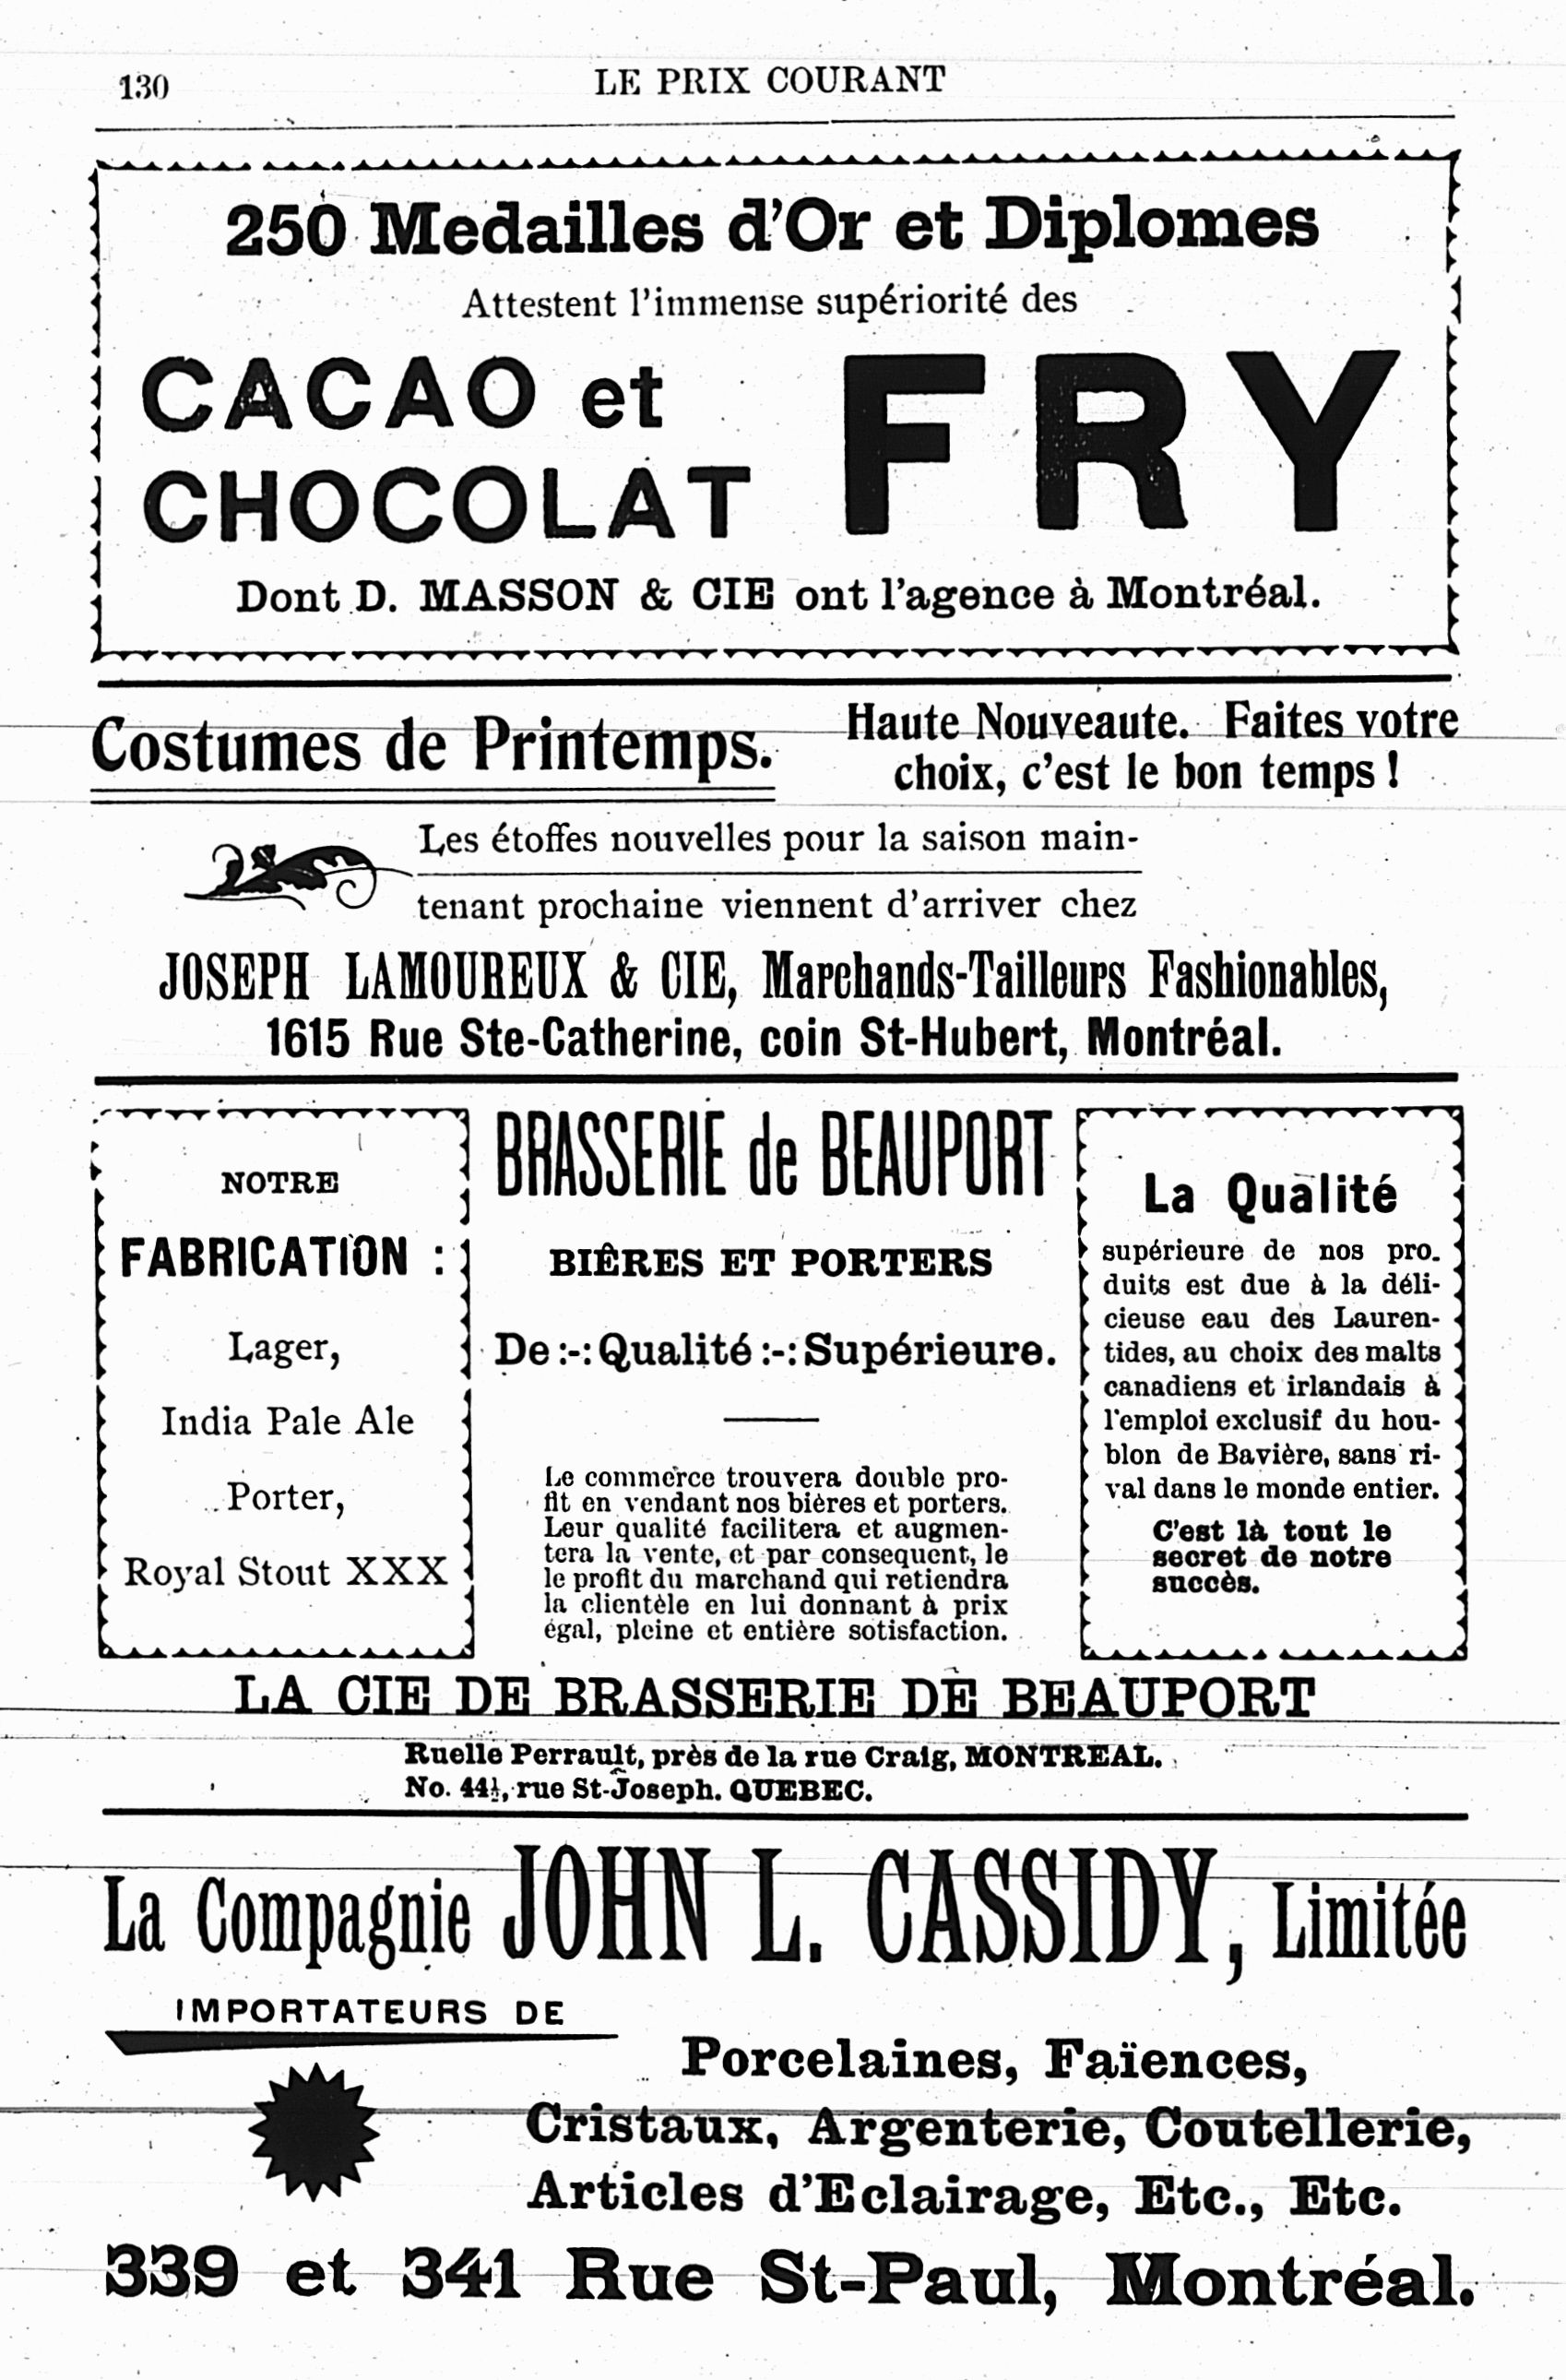 130
LE PRIX COURANT
250 Medailles d'Or et Diplomes
Attestent l'immense supériorité des
CACAO et
CHOCOLAT
FRY
Dont D. MASSON & CIE ont l'agence à Montréal.
Costumes de Printemps.
Haute Nouveaute. Faites votre
choix, c'est le bon temps !
Les étoffes nouvelles pour la saison main-
tenant prochaine viennent d'arriver chez
JOSEPH LAMOUREUX & CIE, Marchands-Tailleurs Fashionables,
1615 Rue Ste-Catherine, coin St-Hubert, Montréal.
NOTRE
FABRICATION :
Lager,
India Pale Ale
Porter,
Royal Stout XXX
BRASSERIE de BEAUPORT
BIÊRES ET PORTERS
De :-: Qualité :-: Supérieure.
Le commerce trouvera double pro-
fit en vendant nos bières et porters.
Leur qualité facilitera et augmen-
tera la vente, et par consequent, le
le profit du marchand qui retiendra
la clientèle en lui donnant à prix
égal, pleine et entière sotisfaction.
La Qualité
supérieure de nos pro.
duits est due à la déli-
cieuse eau des Lauren-
tides, au choix des malts
canadiens et irlandais à
l'emploi exclusif du hou-
blon de Bavière, sans ri-
val dans le monde entier.
C'est là tout le
secret de notre
succès.
LA CIE DE BRASSERIE DE BEAUPORT
Ruelle Perrault, près de la rue Craig, MONTREAL.
No. 44½, rue St-Joseph. QUEBEC.
La Compagnie JOHN L. CASSIDY, Limitée
IMPORTATEURS DE
Porcelaines, Faïences,
Cristaux, Argenterie, Coutellerie,
Articles d'Eclairage, Etc., Etc.
339 et 341 Rue St-Paul, Montréal.